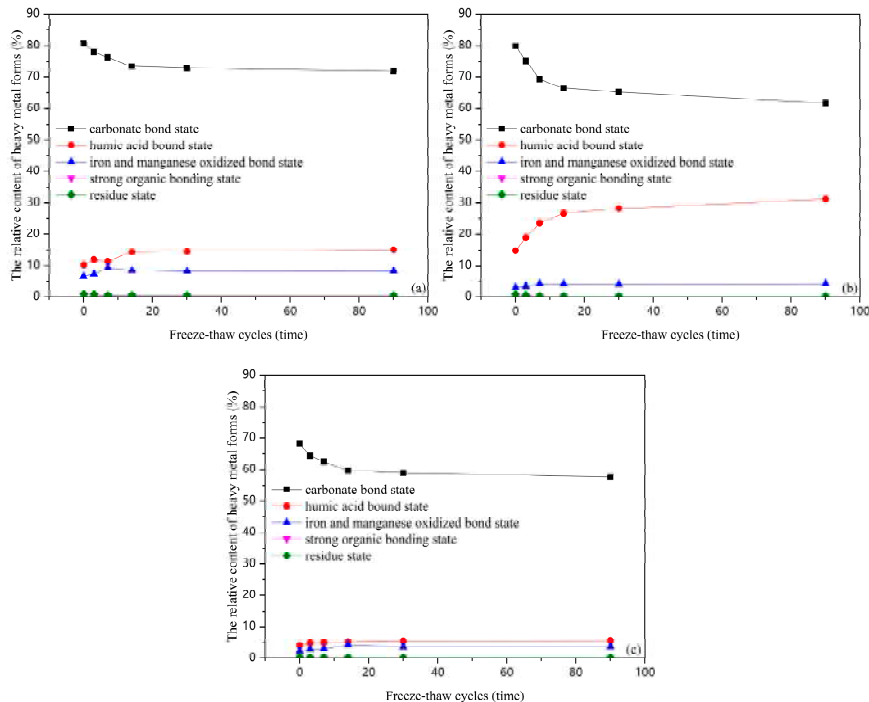 The relative content of heavy metal forms (%)
90
80
70
60
50
40
30
20
10
0
carbonate bond state
humic acid bound state
iron and manganese oxidized bond state
strong organic bonding state
residue state
(a)
0 20 40 60 80 100
Freeze-thaw cycles (time)
The relative content of heavy metal forms (%)
90
80
70
60
50
40
30
20
10
0
carbonate bond state
humic acid bound state
iron and manganese oxidized bond state
strong organic bonding state
residue state
(b)
0 20 40 60 80 100
Freeze-thaw cycles (time)
The relative content of heavy metal forms (%)
90
80
70
60
50
40
30
20
10
0
carbonate bond state
humic acid bound state
iron and manganese oxidized bond state
strong organic bonding state
residue state
(c)
0 20 40 60 80 100
Freeze-thaw cycles (time)